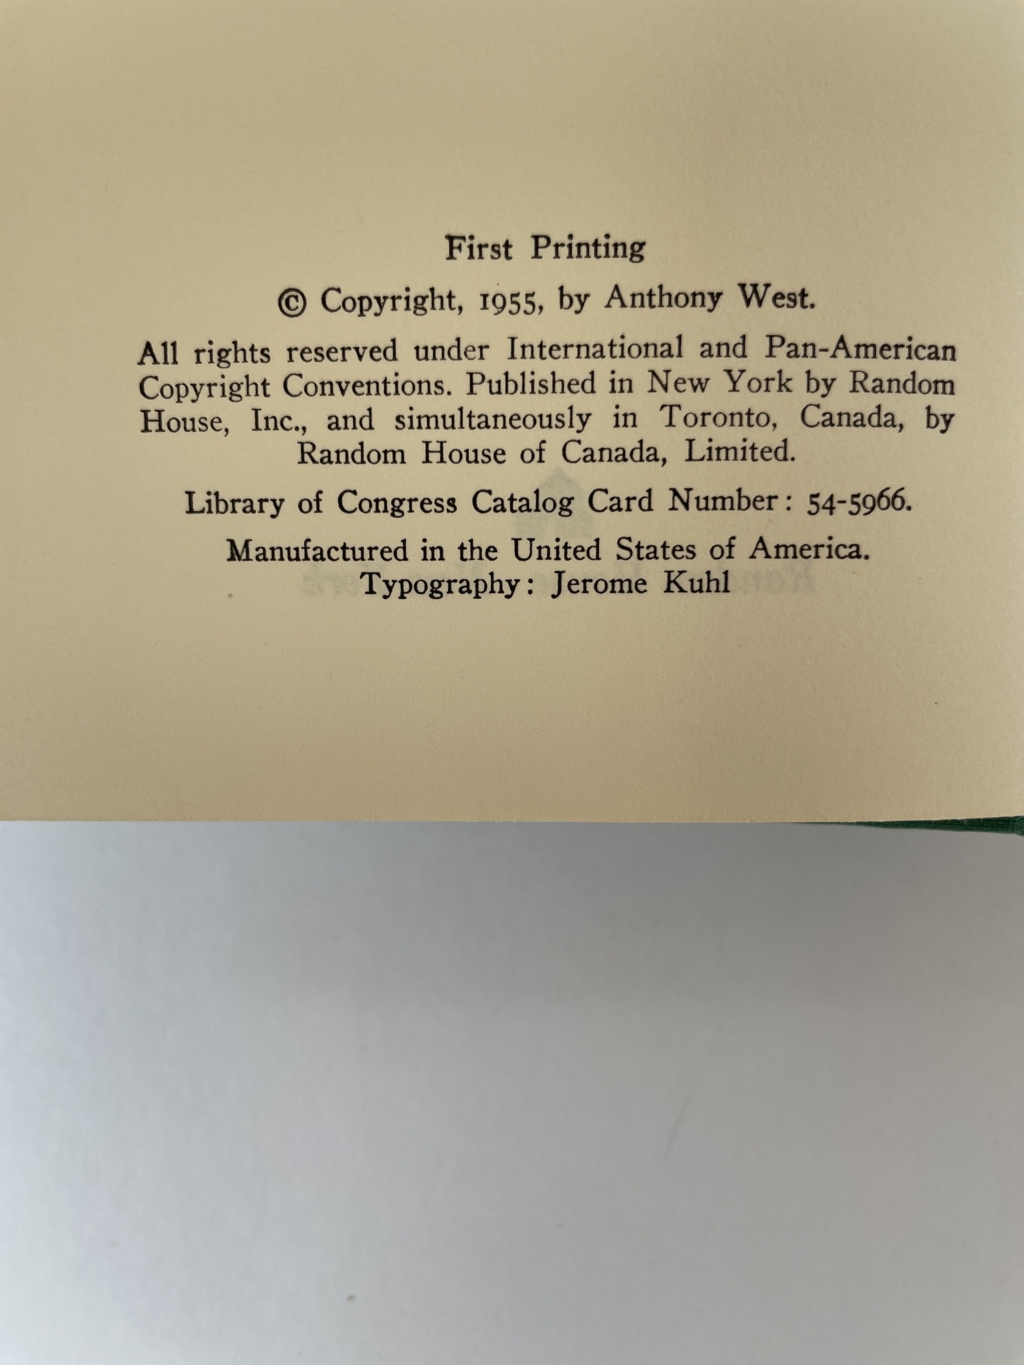 First Printing
© Copyright, 1955, by Anthony West.
All rights reserved under International and Pan-American
Copyright Conventions. Published in New York by Random
House, Inc., and simultaneously in Toronto, Canada, by
Random House of Canada, Limited.
Library of Congress Catalog Card Number: 54-5966.
Manufactured in the United States of America.
Typography: Jerome Kuhl